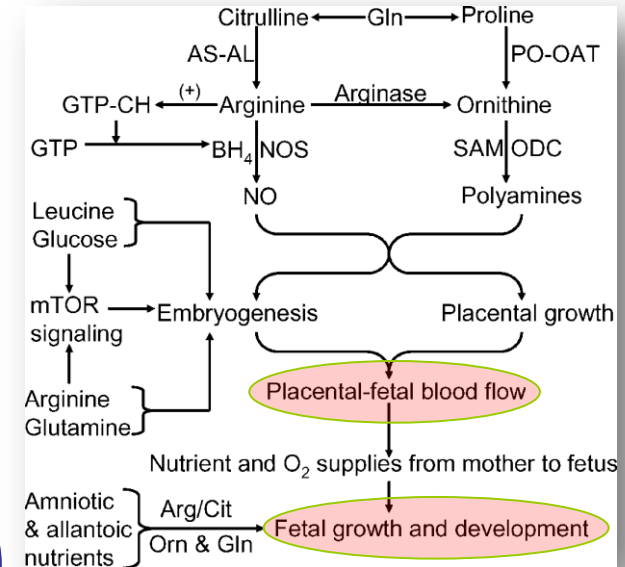 Citrulline Gln Proline
AS-AL PO-OAT
GTP-CH (+) Arginine Arginase Ornithine
GTP BH4 NOS SAM ODC
NO Polyamines
Leucine
Glucose
mTOR
signaling
Embryogenesis Placental growth
Arginine
Glutamine
Placental-fetal blood flow
Nutrient and O2 supplies from mother to fetus
Amniotic
& allantoic
nutrients
Arg/Cit
Orn & Gln
Fetal growth and development